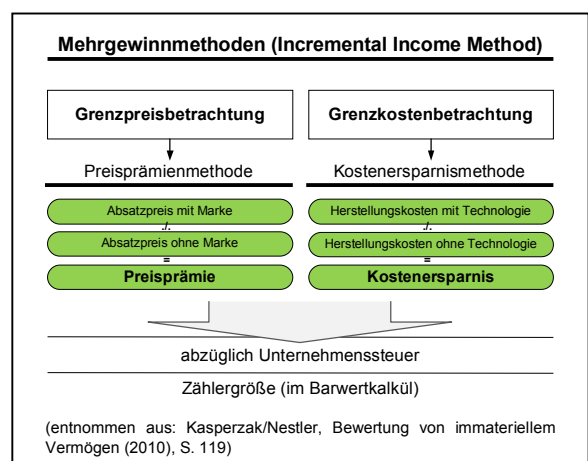 Mehrgewinnmethoden (Incremental Income Method)
Grenzpreisbetrachtung
Grenzkostenbetrachtung
Preisprämienmethode
Kostenersparnismethode
Absatzpreis mit Marke
./.
Absatzpreis ohne Marke
=
Preisprämie
Herstellungskosten mit Technologie
./.
Herstellungskosten ohne Technologie
=
Kostenersparnis
abzüglich Unternehmenssteuer
Zählergröße (im Barwertkalkül)
(entnommen aus: Kasperzak/Nestler, Bewertung von immateriellem
Vermögen (2010), S. 119)